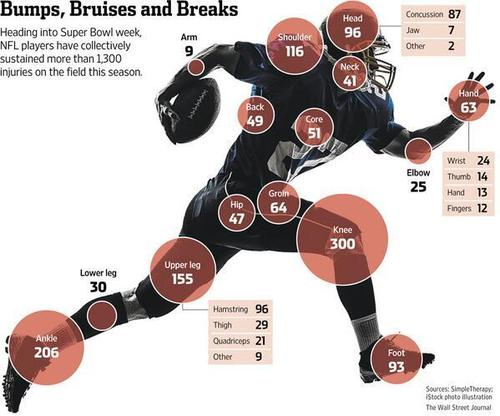 Bumps, Bruises and Breaks
Heading into Super Bowl week,
NFL players have collectively
sustained more than 1,300
injuries on the field this season.
Arm
9
Shoulder
116
Head
96
Concussion 87
Jaw 7
Other 2
Neck
41
Back
49
Core
51
Hand
63
Elbow
25
Wrist 24
Thumb 14
Hand 13
Fingers 12
Hip
47
Groin
64
Knee
300
Upper leg
155
Lower leg
30
Hamstring 96
Thigh 29
Quadriceps 21
Other 9
Ankle
206
Foot
93
Sources: SimpleTherapy;
iStock photo illustration
The Wall Street Journal